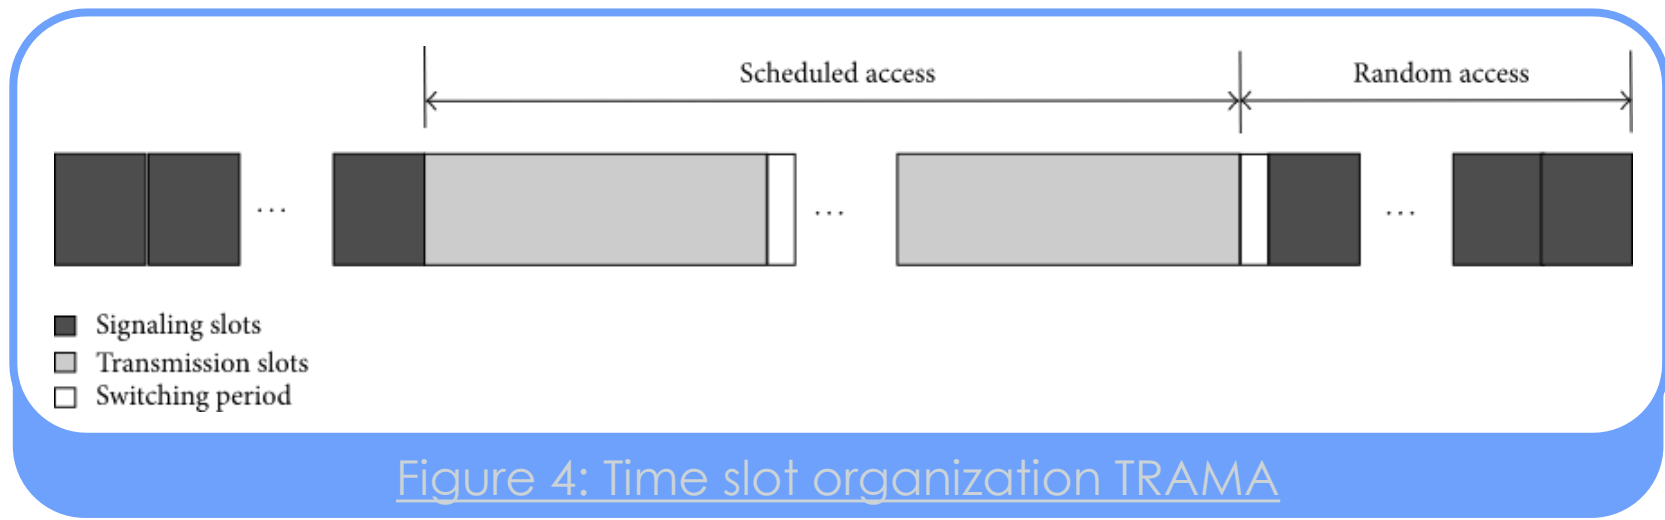 Scheduled access
Random access
...
...
...
Signaling slots
Transmission slots
Switching period
Figure 4: Time slot organization TRAMA